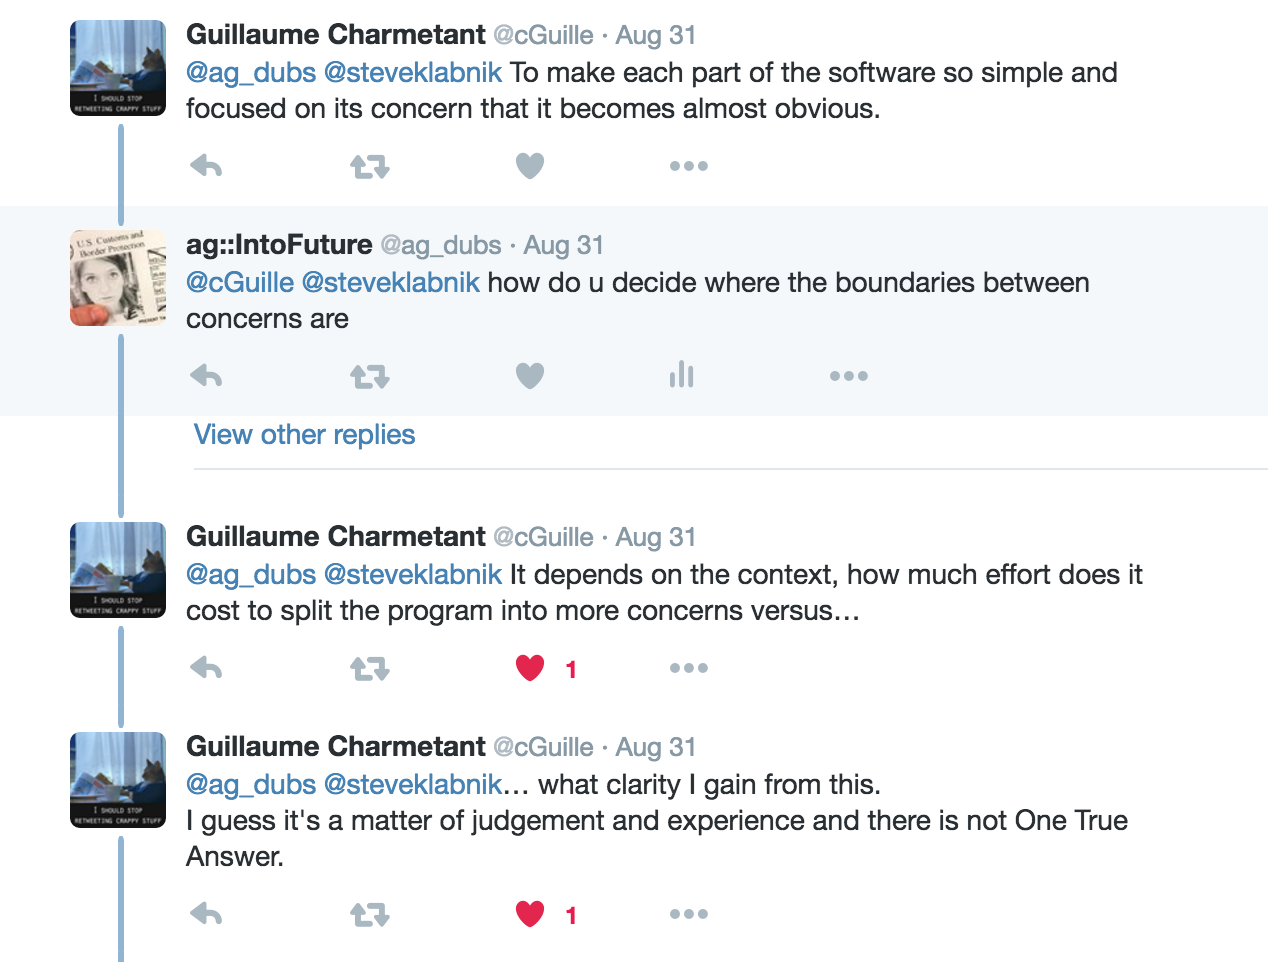 Guillaume Charmetant @cGuille · Aug 31
@ag_dubs @steveklabnik To make each part of the software so simple and
focused on its concern that it becomes almost obvious.
I SHOULD STOP
RETWEETING CRAPPY STUFF
ag::IntoFuture @ag_dubs · Aug 31
@cGuille @steveklabnik how do u decide where the boundaries between
concerns are
U.S. Customs and
Border Protection
View other replies
Guillaume Charmetant @cGuille · Aug 31
@ag_dubs @steveklabnik It depends on the context, how much effort does it
cost to split the program into more concerns versus…
I SHOULD STOP
RETWEETING CRAPPY STUFF
1
Guillaume Charmetant @cGuille · Aug 31
@ag_dubs @steveklabnik… what clarity I gain from this.
I guess it's a matter of judgement and experience and there is not One True
Answer.
I SHOULD STOP
RETWEETING CRAPPY STUFF
1